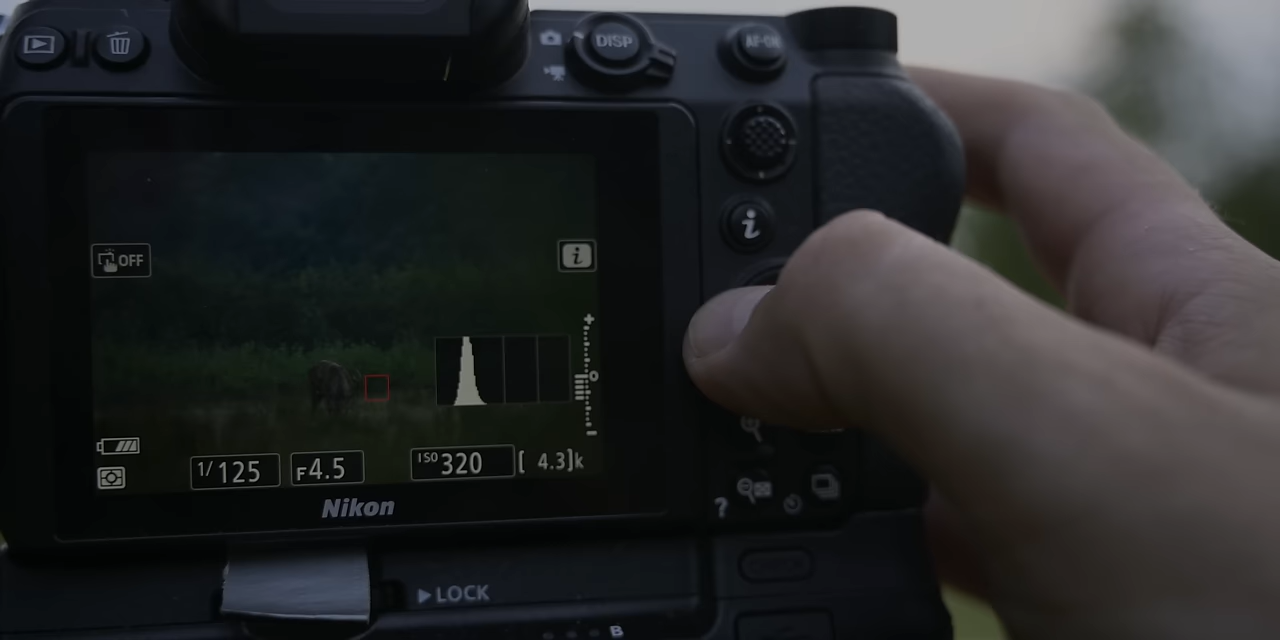 DISP
AF-ON
i
OFF
i
1/125
F4.5
ISO 320
[ 4.3]k
Nikon
?
LOCK
B